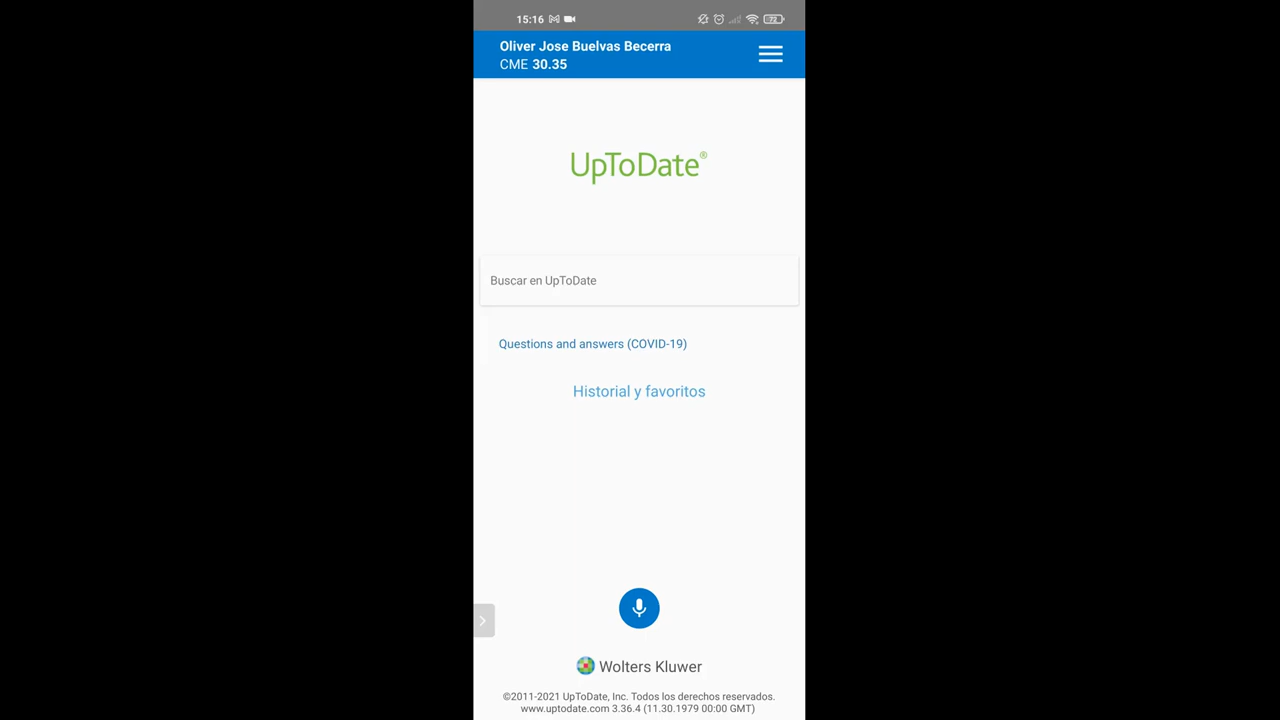 15:16
72
Oliver Jose Buelvas Becerra
CME 30.35
UpToDate®
Buscar en UpToDate
Questions and answers (COVID-19)
Historial y favoritos
Wolters Kluwer
©2011-2021 UpToDate, Inc. Todos los derechos reservados.
www.uptodate.com 3.36.4 (11.30.1979 00:00 GMT)